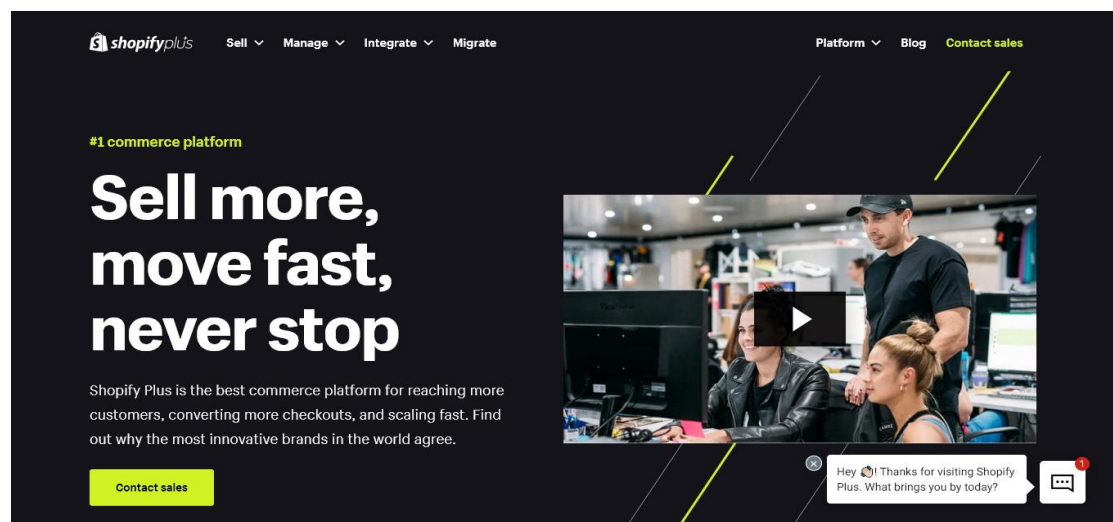 shopifyplus Sell Manage Integrate Migrate Platform Blog Contact sales
#1 commerce platform
Sell more,
move fast,
never stop
Shopify Plus is the best commerce platform for reaching more
customers, converting more checkouts, and scaling fast. Find
out why the most innovative brands in the world agree.
Contact sales
Hey 👋🏻! Thanks for visiting Shopify
Plus. What brings you by today?
1